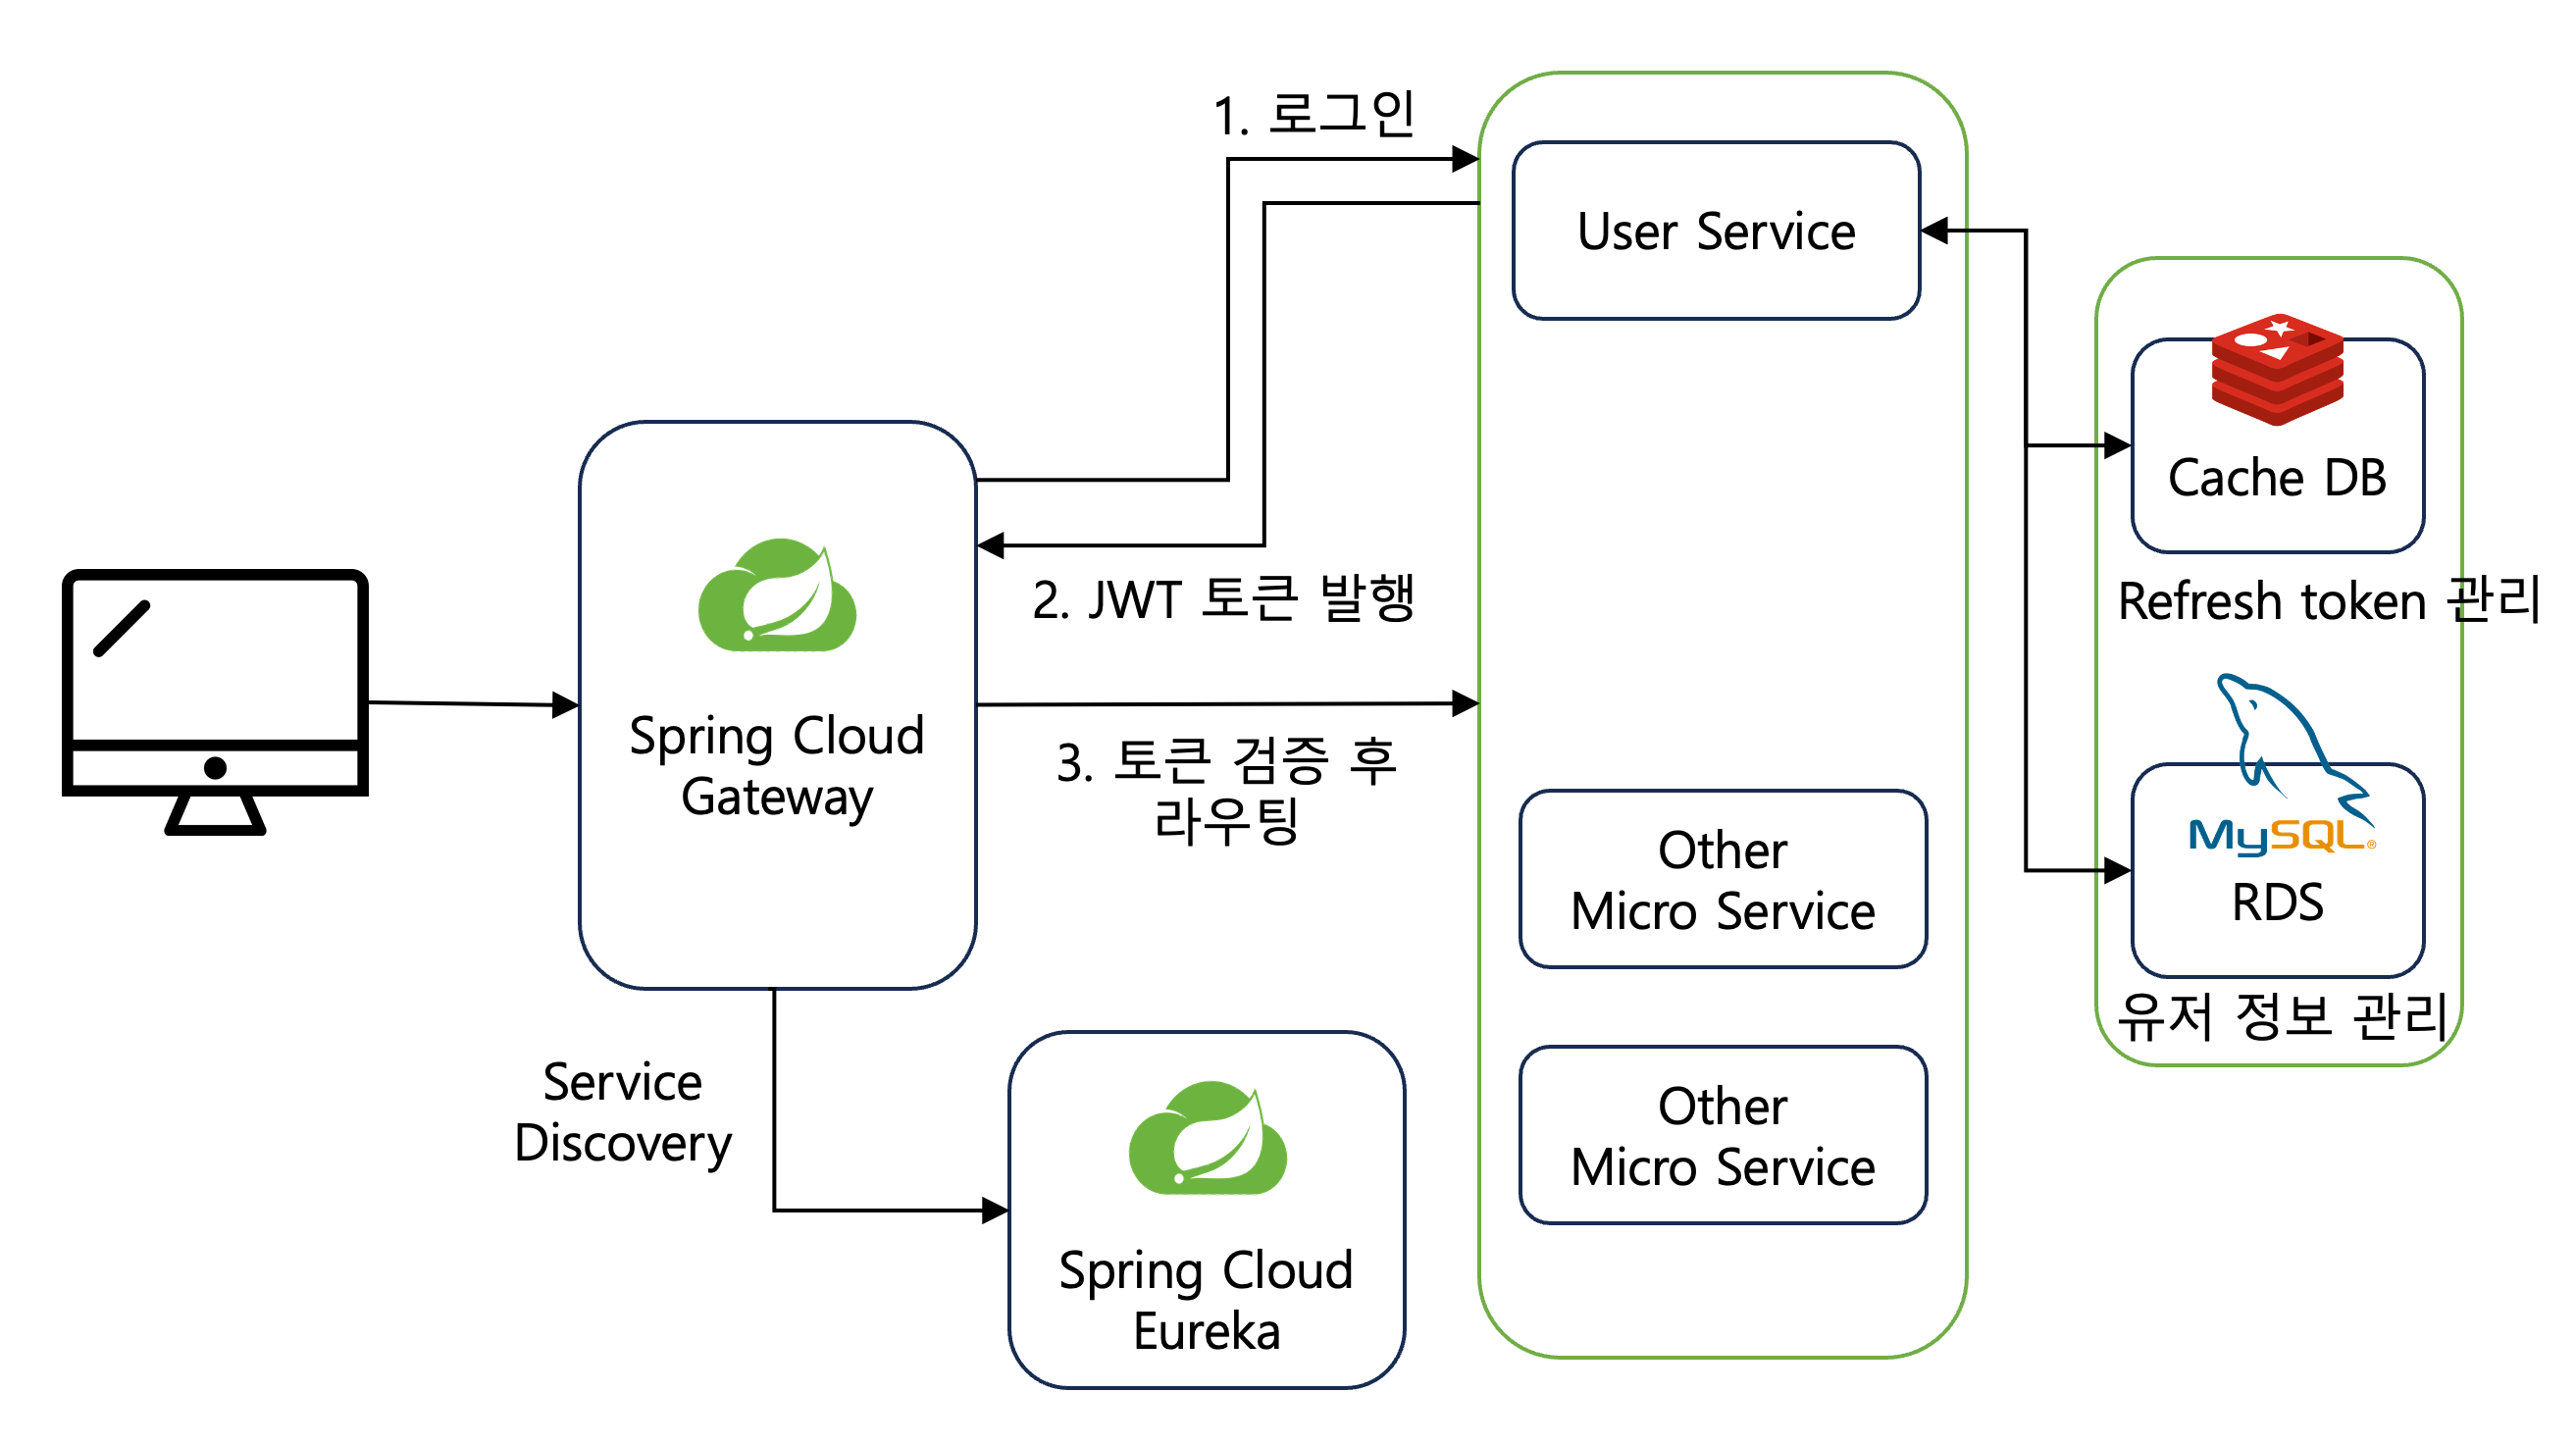 1. 로그인
User Service
Cache DB
2. JWT 토큰 발행
Refresh token 관리
Spring Cloud
Gateway
3. 토큰 검증 후
라우팅
Other
Micro Service
MySQL®
RDS
유저 정보 관리
Service
Discovery
Other
Micro Service
Spring Cloud
Eureka